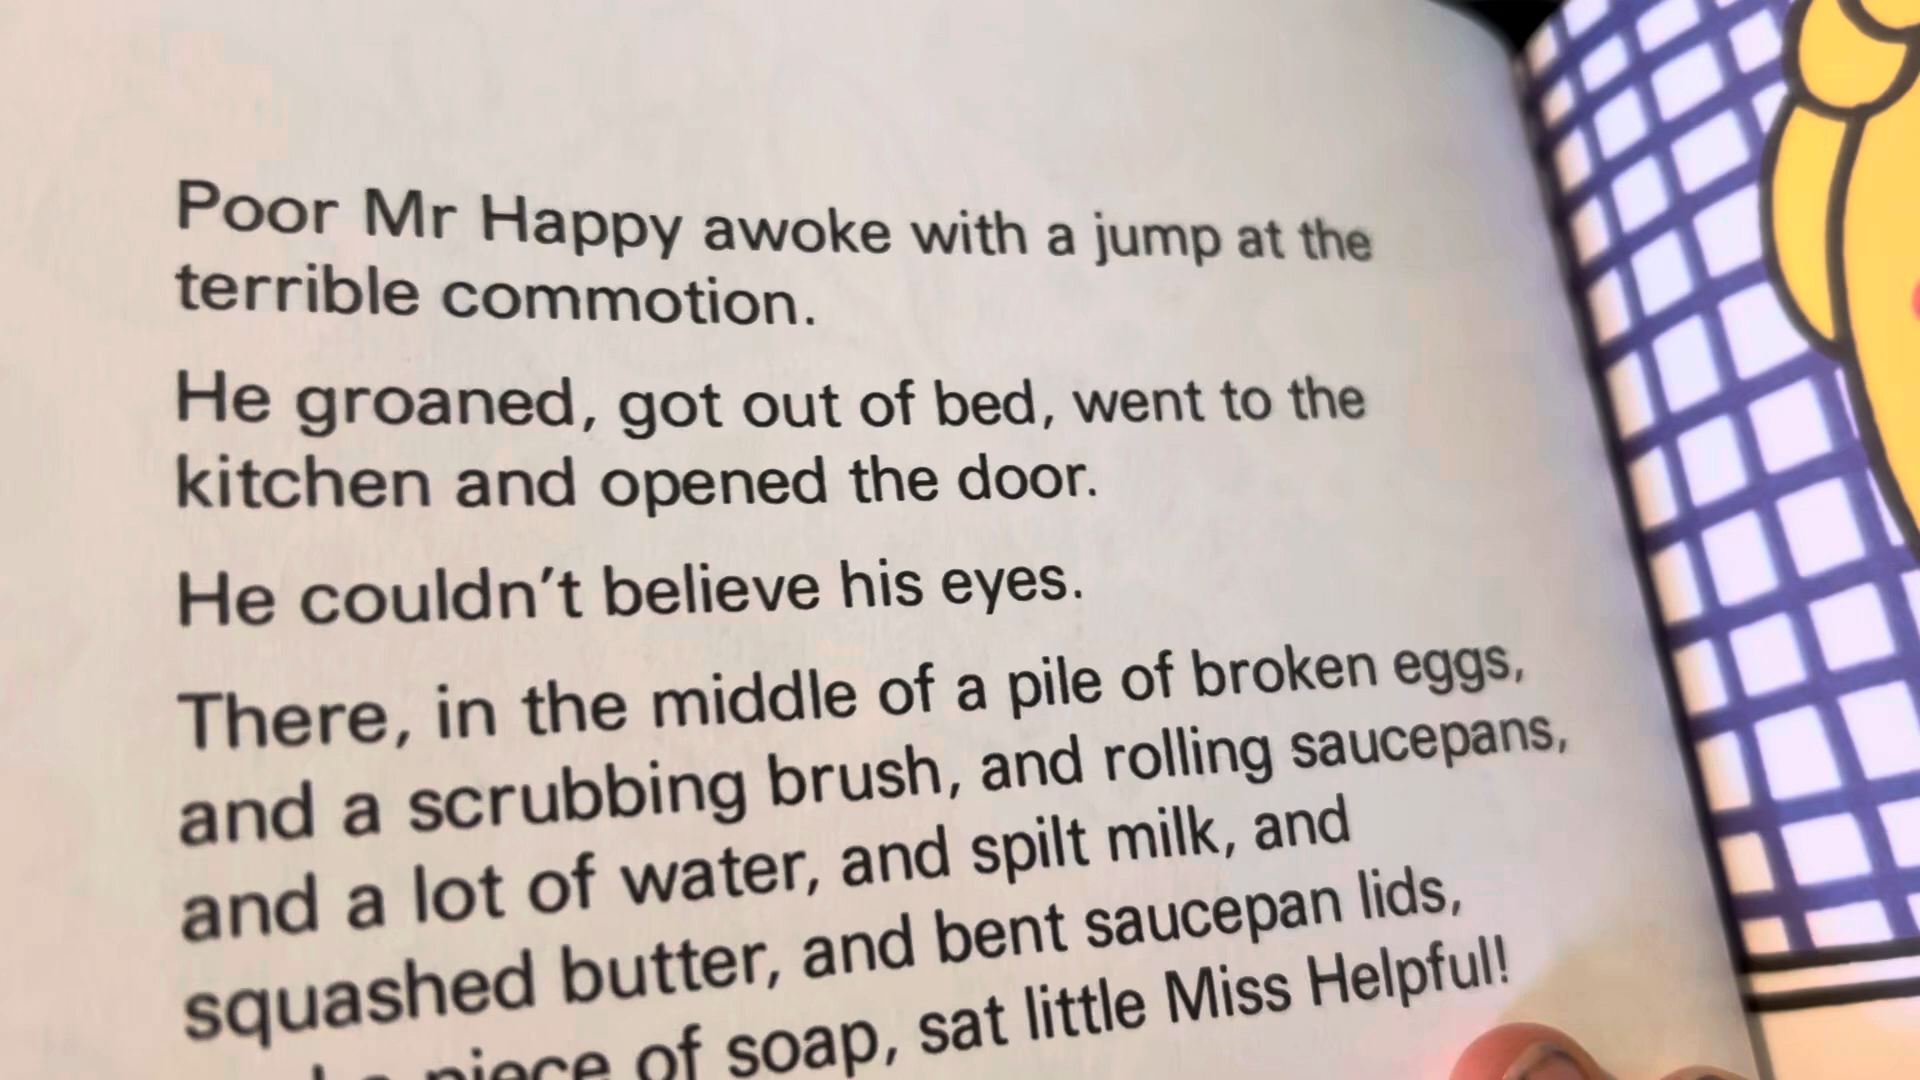 Poor Mr Happy awoke with a jump at the
terrible commotion.
He groaned, got out of bed, went to the
kitchen and opened the door.
He couldn't believe his eyes.
There, in the middle of a pile of broken eggs,
and a scrubbing brush, and rolling saucepans,
and a lot of water, and spilt milk, and
squashed butter, and bent saucepan lids,
piece of soap, sat little Miss Helpful!